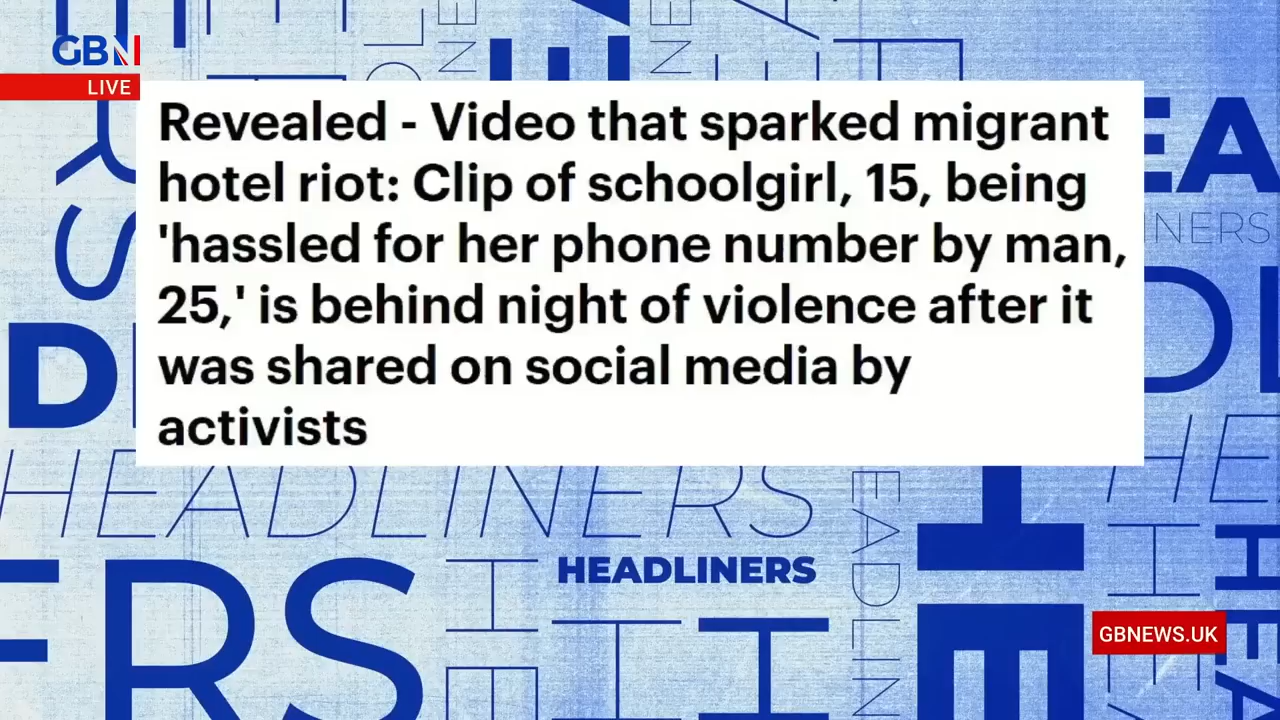 GBN
LIVE
Revealed - Video that sparked migrant
hotel riot: Clip of schoolgirl, 15, being
'hassled for her phone number by man,
25,' is behind night of violence after it
was shared on social media by
activists
HEADLINERS
HEADLINERS
ERS
GBNEWS.UK